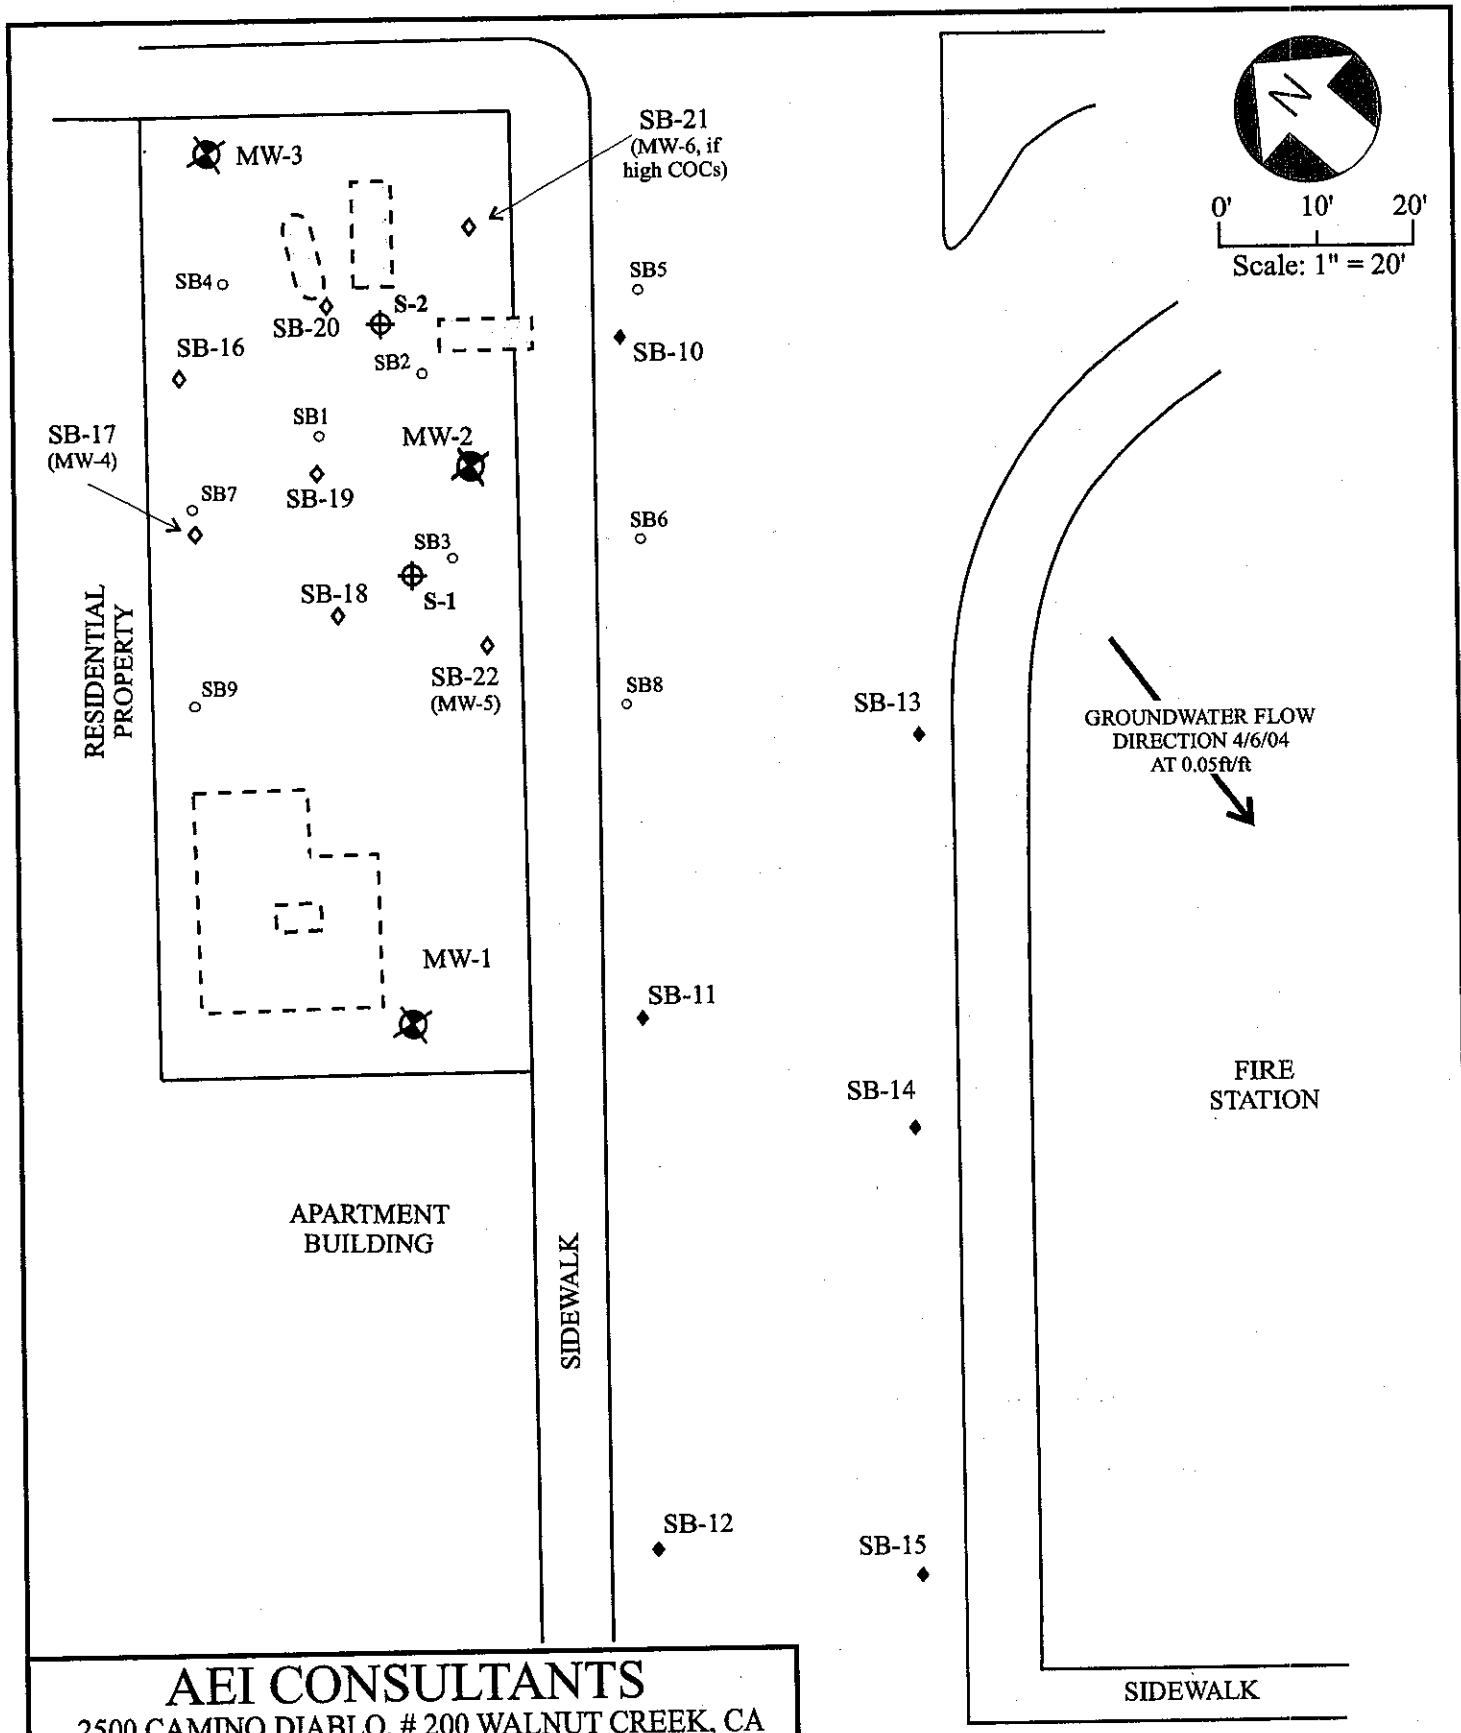 N
0' 10' 20'
Scale: 1" = 20'
MW-3
SB-21
(MW-6, if
high COCs)
SB4
SB-20
S-2
SB5
SB-10
SB-16
SB2
SB1
MW-2
SB-17
(MW-4)
SB-19
SB7
SB6
SB3
SB-18
S-1
RESIDENTIAL
PROPERTY
SB-22
(MW-5)
SB9
SB8
SB-13
GROUNDWATER FLOW
DIRECTION 4/6/04
AT 0.05ft/ft
MW-1
SB-11
SB-14
FIRE
STATION
APARTMENT
BUILDING
SIDEWALK
SB-12
SB-15
AEI CONSULTANTS
2500 CAMINO DIABLO, # 200 WALNUT CREEK, CA
SIDEWALK